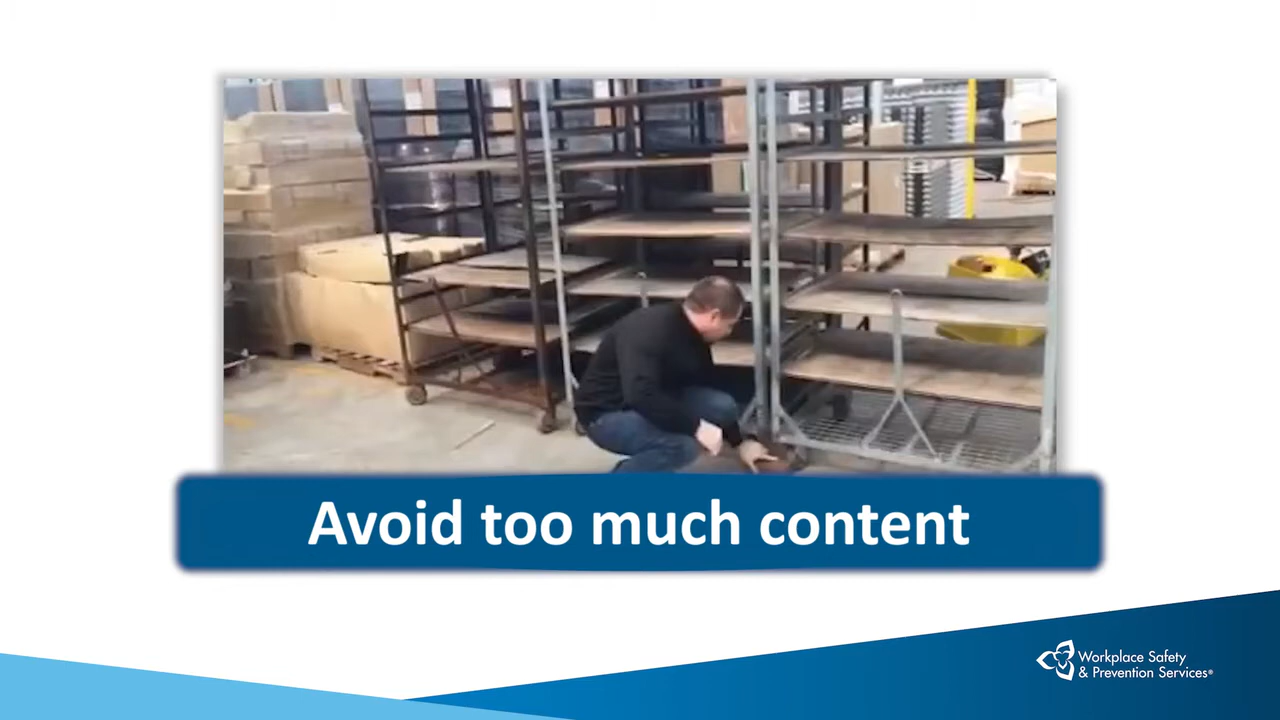 Avoid too much content
Workplace Safety
& Prevention Services®